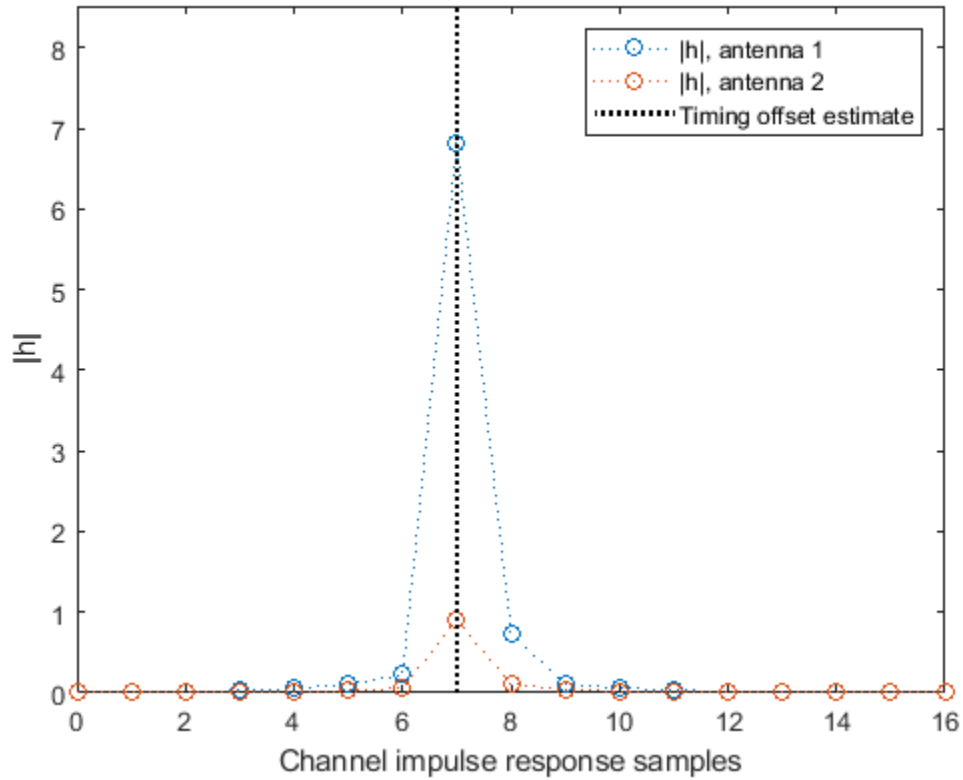 |h|, antenna 1
|h|, antenna 2
Timing offset estimate
8
7
6
5
4
3
2
1
0
|h|
0 2 4 6 8 10 12 14 16
Channel impulse response samples